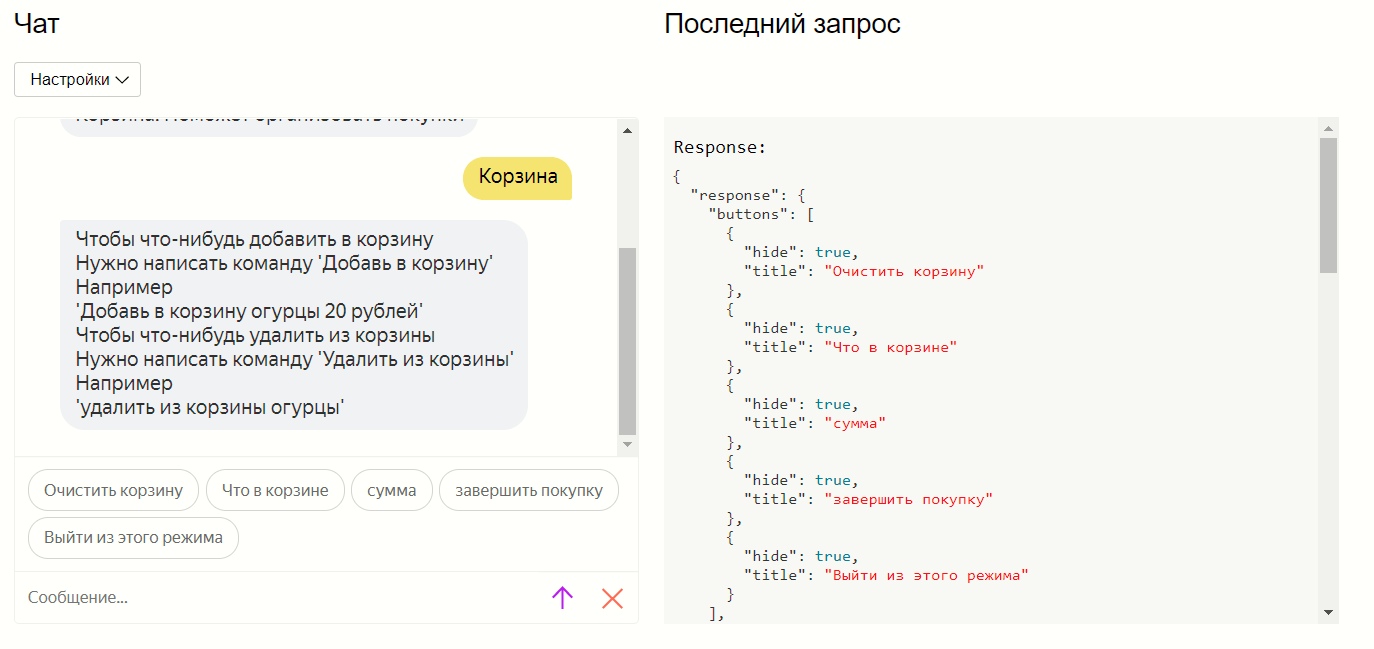 Чат
Последний запрос
Настройки
Корзина. Поможет организовать покупки
Корзина
Чтобы что-нибудь добавить в корзину
Нужно написать команду 'Добавь в корзину'
Например
'Добавь в корзину огурцы 20 рублей'
Чтобы что-нибудь удалить из корзины
Нужно написать команду 'Удалить из корзины'
Например
'удалить из корзины огурцы'
Очистить корзину
Что в корзине
сумма
завершить покупку
Выйти из этого режима
Сообщение...
Response:
{
"response": {
"buttons": [
{
"hide": true,
"title": "Очистить корзину"
},
{
"hide": true,
"title": "Что в корзине"
},
{
"hide": true,
"title": "сумма"
},
{
"hide": true,
"title": "завершить покупку"
},
{
"hide": true,
"title": "Выйти из этого режима"
}
],